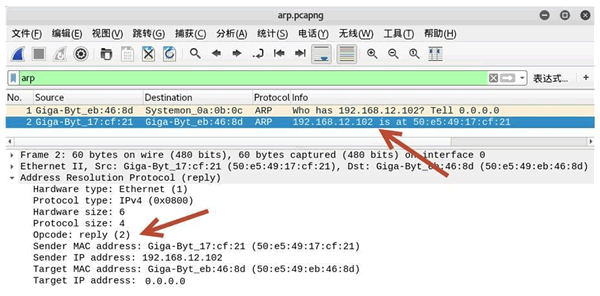 arp.pcapng
文件(F) 编辑(E) 视图(V) 跳转(G) 捕获(C) 分析(A) 统计(S) 电话(Y) 无线(W) 工具(T) 帮助(H)
arp 表达式… +
No. Source Destination Protocol Info
1 Giga-Byt_eb:46:8d Systemon_0a:0b:0c ARP Who has 192.168.12.102? Tell 0.0.0.0
2 Giga-Byt_17:cf:21 Giga-Byt_eb:46:8d ARP 192.168.12.102 is at 50:e5:49:17:cf:21
Frame 2: 60 bytes on wire (480 bits), 60 bytes captured (480 bits) on interface 0
Ethernet II, Src: Giga-Byt_17:cf:21 (50:e5:49:17:cf:21), Dst: Giga-Byt_eb:46:8d (50:e5:49:eb:46:8d)
Address Resolution Protocol (reply)
Hardware type: Ethernet (1)
Protocol type: IPv4 (0x0800)
Hardware size: 6
Protocol size: 4
Opcode: reply (2)
Sender MAC address: Giga-Byt_17:cf:21 (50:e5:49:17:cf:21)
Sender IP address: 192.168.12.102
Target MAC address: Giga-Byt_eb:46:8d (50:e5:49:eb:46:8d)
Target IP address: 0.0.0.0